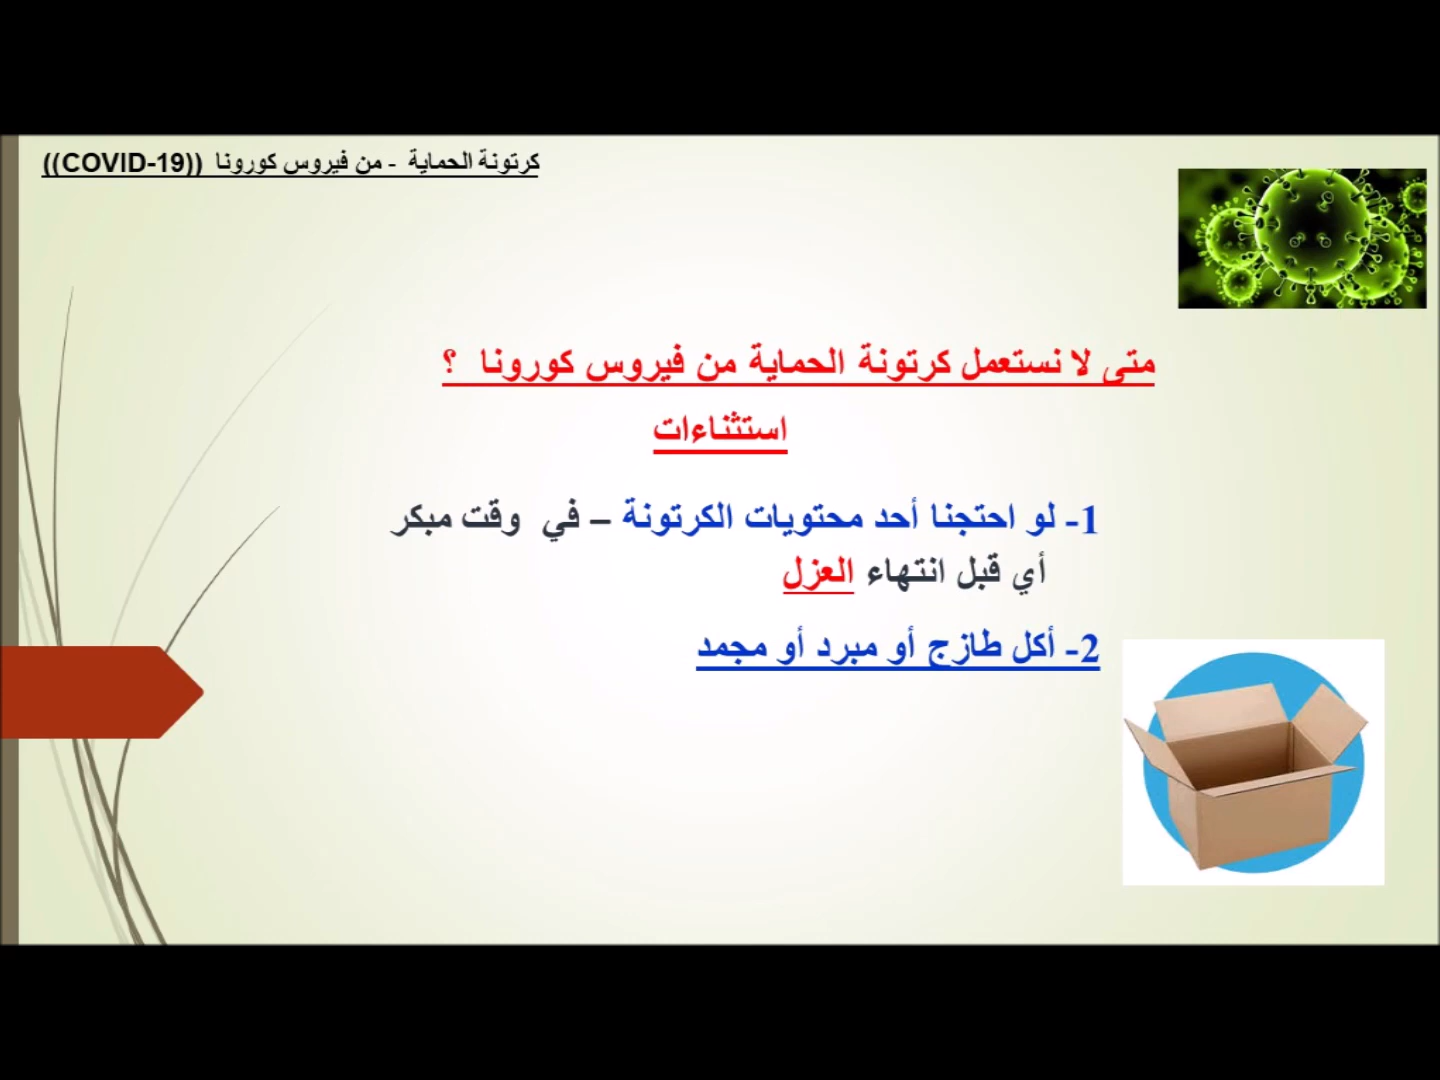 كرتونة الحماية - من فيروس كورونا ((COVID-19))
متى لا نستعمل كرتونة الحماية من فيروس كورونا ؟
استثناءات
1- لو احتجنا أحد محتويات الكرتونة – في وقت مبكر
أي قبل انتهاء العزل
2- أكل طازج أو مبرد أو مجمد